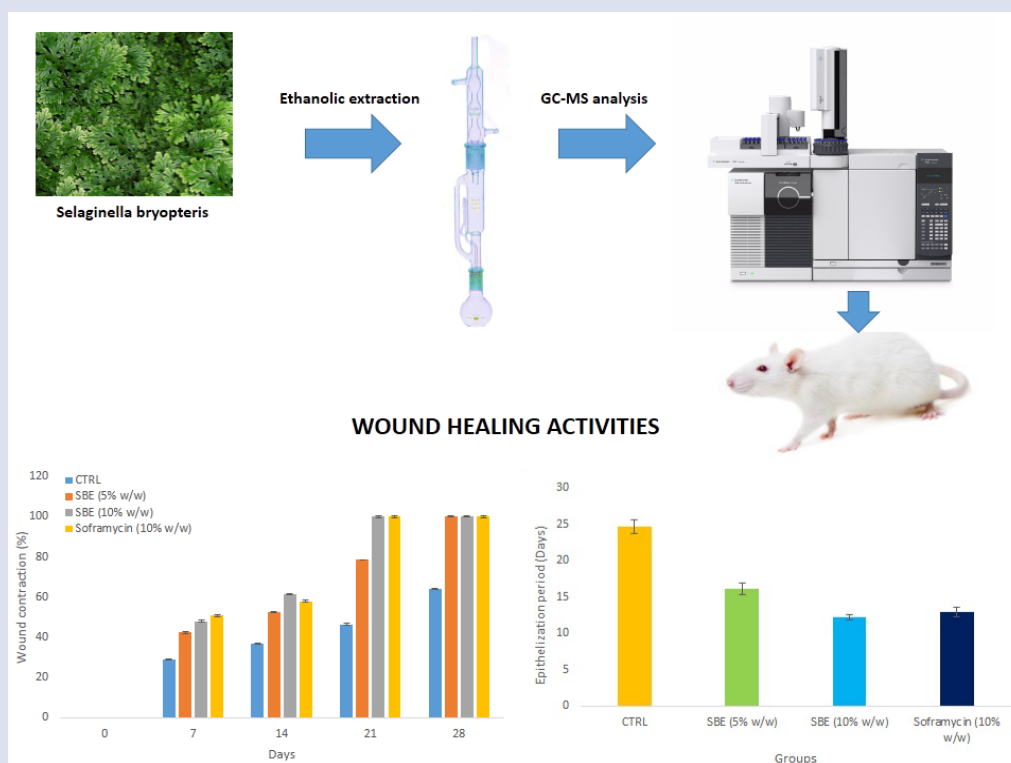 Ethanolic extraction
GC-MS analysis
Selaginella bryopteris
WOUND HEALING ACTIVITIES
Wound contraction (%)
120
100
80
60
40
20
0
CTRL
SBE (5% w/w)
SBE (10% w/w)
Soframycin (10% w/w)
0 7 14 21 28
Days
Epithelization period (Days)
30
25
20
15
10
5
0
CTRL SBE (5% w/w) SBE (10% w/w) Soframycin (10%
w/w)
Groups